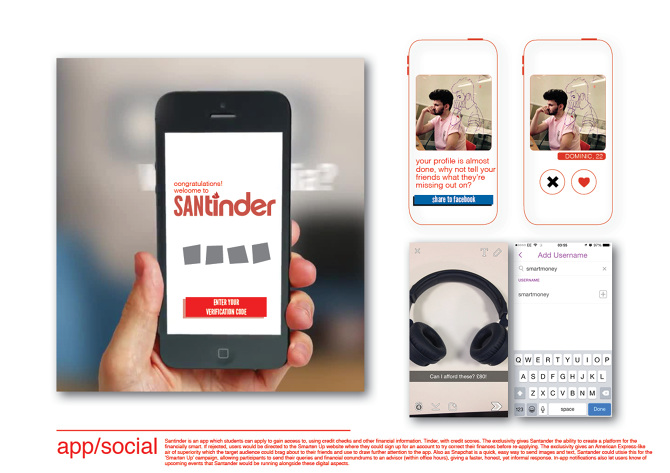 congratulations!
welcome to
SANtinder
ENTER YOUR
VERIFICATION CODE
your profile is almost
done, why not tell your
friends what they're
missing out on?
share to facebook
DOMINIC, 22
Can I afford these? £60!
EE
97%
Add Username
smartmoney
USERNAME
smartmoney
Q W E R T Y U I O P
A S D F G H J K L
Z X C V B N M
123 space Done
app/social
Santinder is an app which students can apply to gain access to, using credit checks and other financial information. Tinder, with credit scores. The exclusivity gives Santander the ability to create a platform for the
financially smart. If rejected, users would be directed to the Smarten Up website where they could sign up for an account to try correct their finances before re-applying. The exclusivity gives an American Express-like
air of superiority which the target audience could brag about to their friends and use to draw further attention to the app. Also as Snapchat is a quick, easy easy to send images and text, Santander could utise this for the
'Smarten Up' campaign, allowing participants to send their queries and financial conundrums to an advisor (within office hours), giving a faster, honest, yet informal response. In-app notifications also let users know of
upcoming events that Santander would be running alongside these digital aspects.